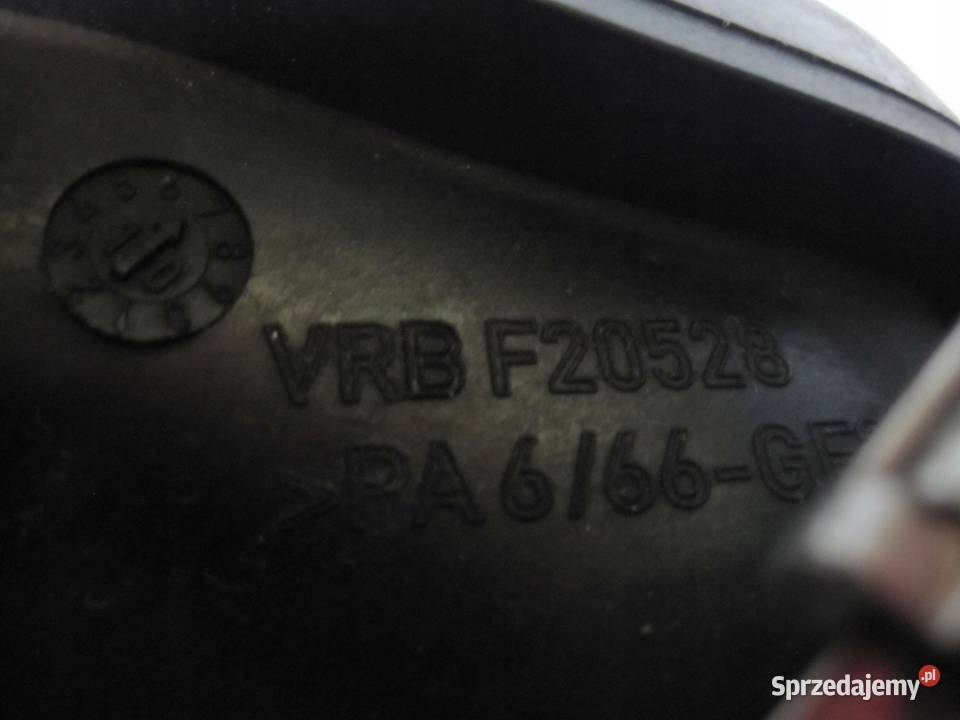 VRB F20528
>PA 6/66-GF
Sprzedajemy.pl